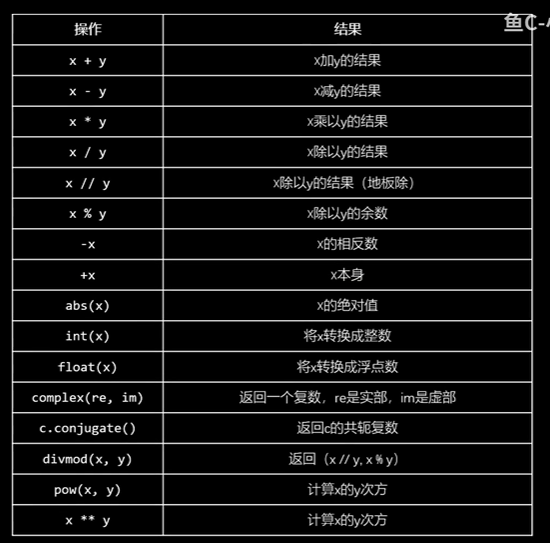 鱼C-
操作 结果
x + y x加y的结果
x - y x减y的结果
x * y x乘以y的结果
x / y x除以y的结果
x // y x除以y的结果（地板除）
x % y x除以y的余数
-x x的相反数
+x x本身
abs(x) x的绝对值
int(x) 将x转换成整数
float(x) 将x转换成浮点数
complex(re, im) 返回一个复数，re是实部，im是虚部
c.conjugate() 返回c的共轭复数
divmod(x, y) 返回（x // y, x % y）
pow(x, y) 计算x的y次方
x ** y 计算x的y次方